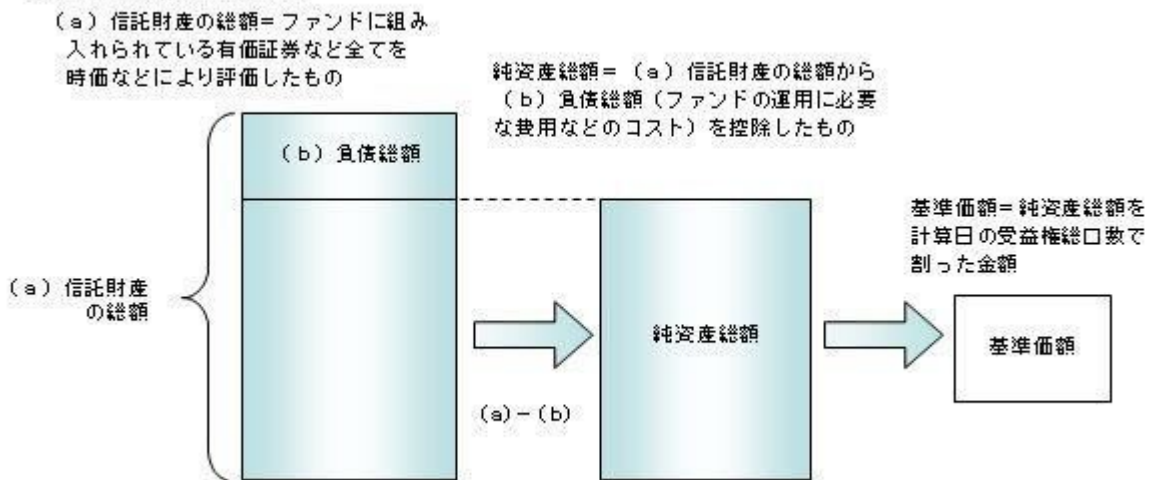 （a）信託財産の総額＝ファンドに組み
入れられている有価証券など全てを
時価などにより評価したもの
純資産総額＝（a）信託財産の総額から
（b）負債総額（ファンドの運用に必要
な費用などのコスト）を控除したもの
（b）負債総額
基準価額＝純資産総額を
計算日の受益権総口数で
割った金額
（a）信託財産
の総額
純資産総額
基準価額
(a)－(b)